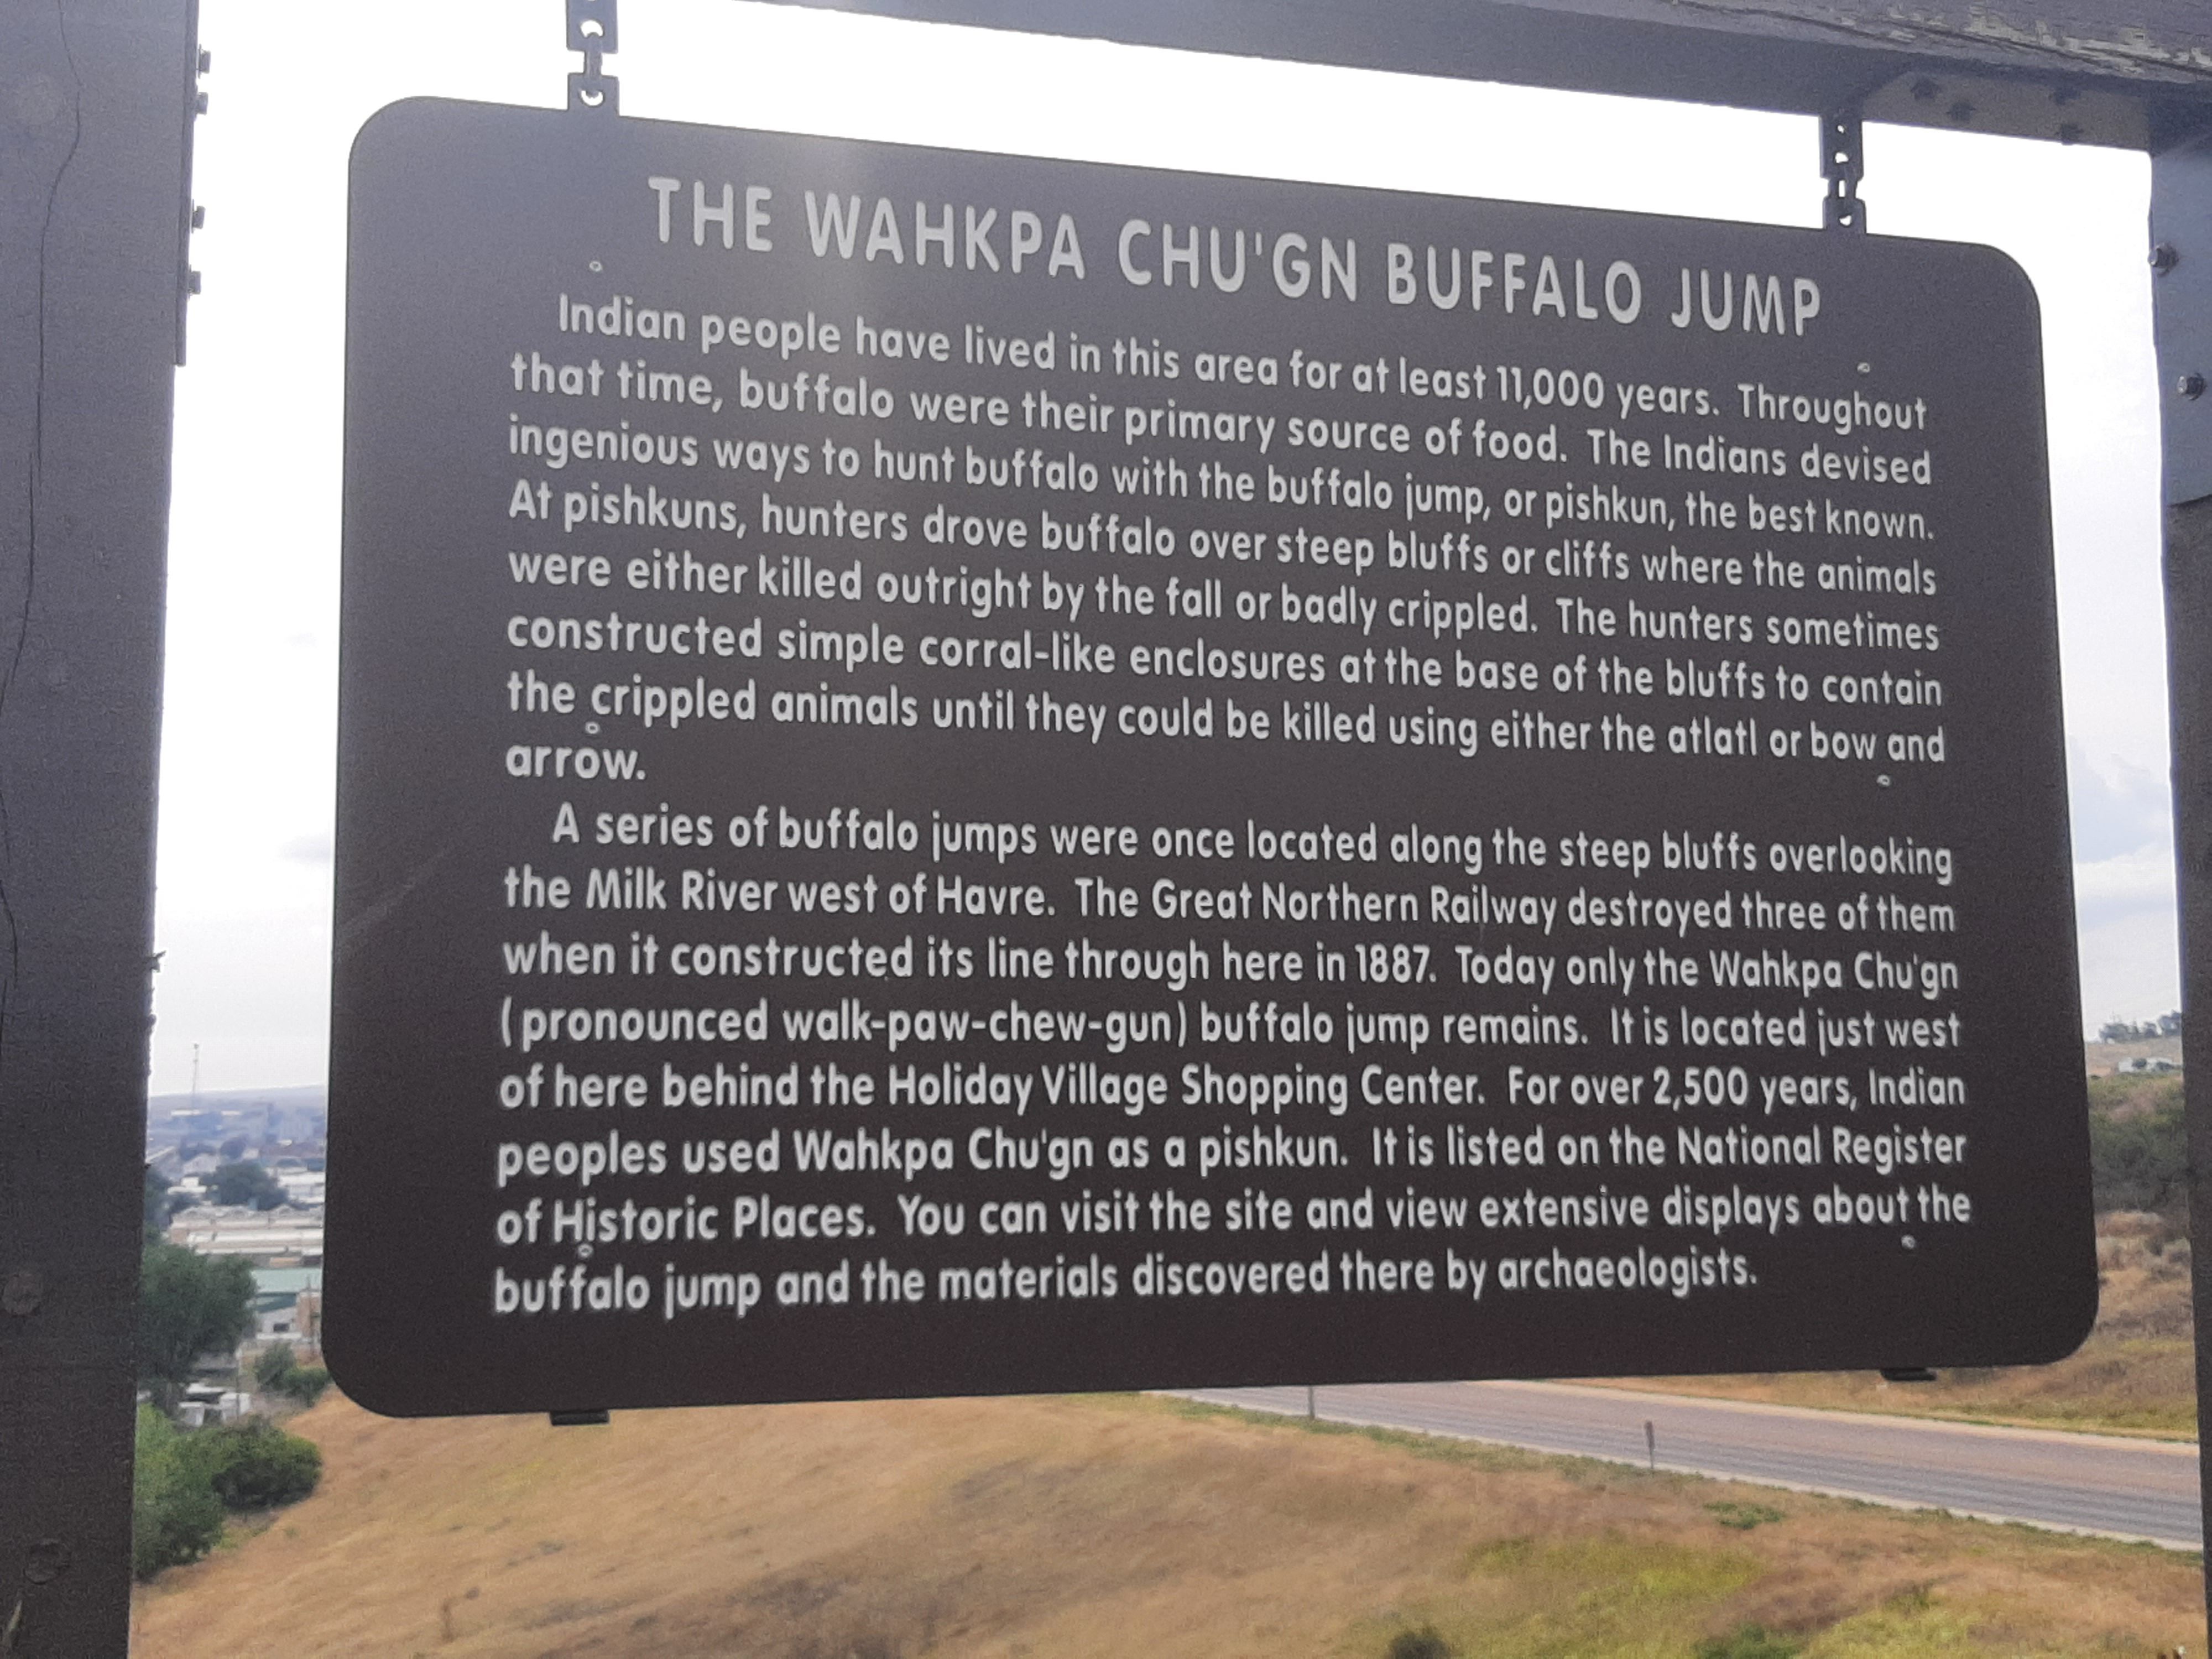 THE WAHKPA CHU'GN BUFFALO JUMP
Indian people have lived in this area for at least 11,000 years. Throughout
that time, buffalo were their primary source of food. The Indians devised
ingenious ways to hunt buffalo with the buffalo jump, or pishkun, the best known.
At pishkuns, hunters drove buffalo over steep bluffs or cliffs where the animals
were either killed outright by the fall or badly crippled. The hunters sometimes
constructed simple corral-like enclosures at the base of the bluffs to contain
the crippled animals until they could be killed using either the atlatl or bow and
arrow.
A series of buffalo jumps were once located along the steep bluffs overlooking
the Milk River west of Havre. The Great Northern Railway destroyed three of them
when it constructed its line through here in 1887. Today only the Wahkpa Chu'gn
(pronounced walk-paw-chew-gun) buffalo jump remains. It is located just west
of here behind the Holiday Village Shopping Center. For over 2,500 years, Indian
peoples used Wahkpa Chu'gn as a pishkun. It is listed on the National Register
of Historic Places. You can visit the site and view extensive displays about the
buffalo jump and the materials discovered there by archaeologists.